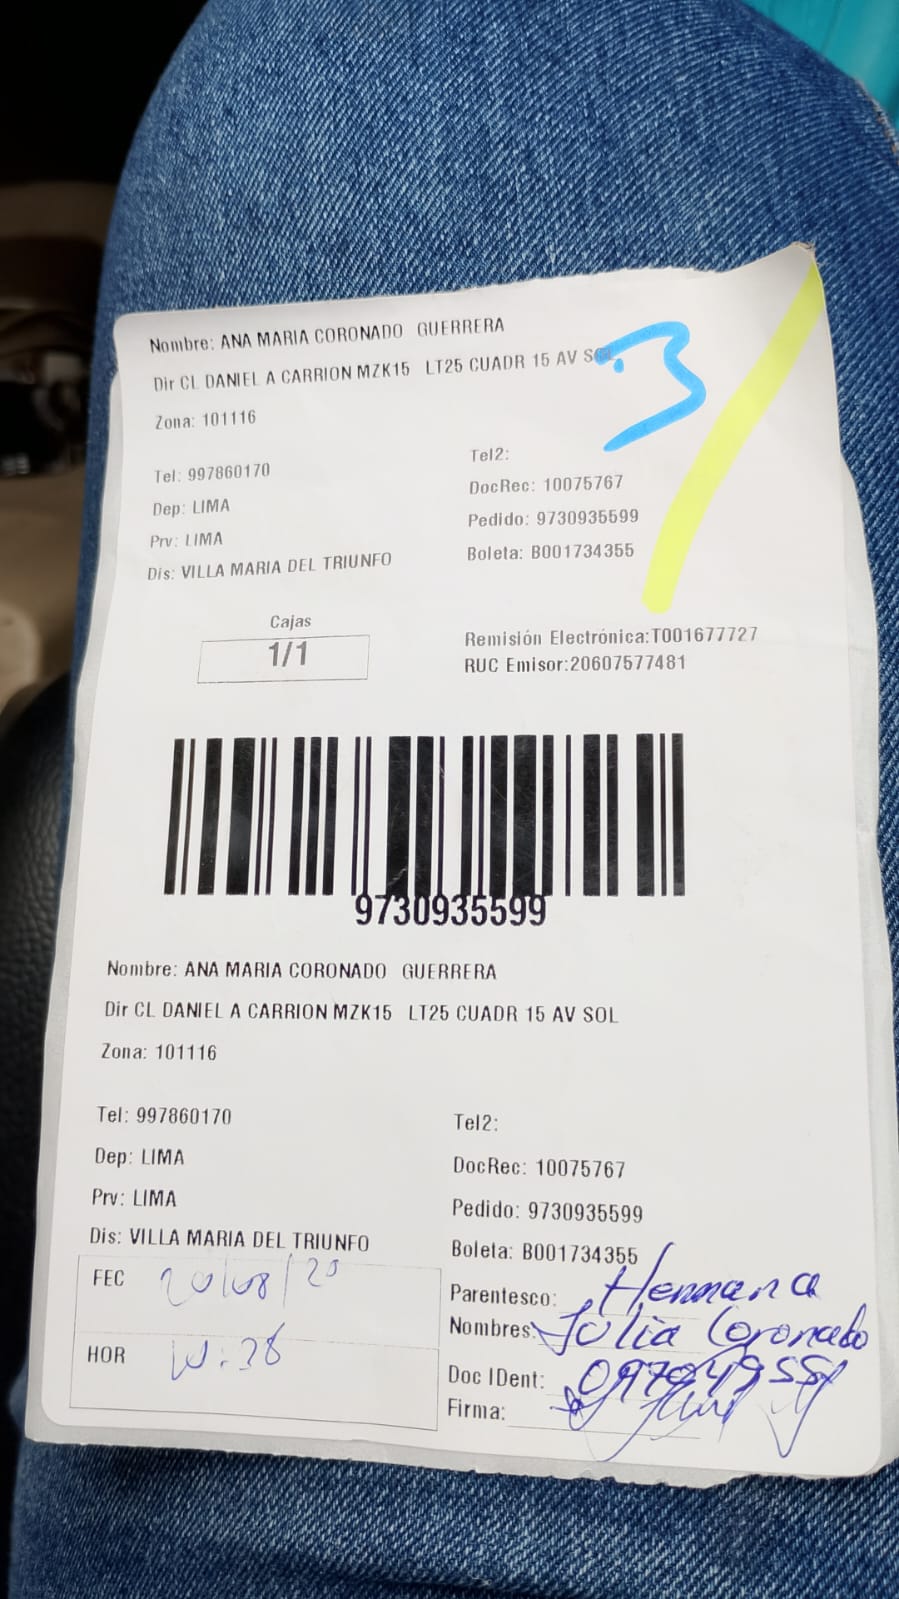 Nombre: ANA MARIA CORONADO GUERRERA
Dir CL DANIEL A CARRION MZK15 LT25 CUADR 15 AV SOL
3
Zona: 101116
Tel: 997860170
Tel2:
Dep: LIMA
DocRec: 10075767
Prv: LIMA
Pedido: 9730935599
Dis: VILLA MARIA DEL TRIUNFO
Boleta: B001734355
Cajas
1/1
Remisión Electrónica:T001677727
RUC Emisor:20607577481
9730935599
Nombre: ANA MARIA CORONADO GUERRERA
Dir CL DANIEL A CARRION MZK15 LT25 CUADR 15 AV SOL
Zona: 101116
Tel: 997860170
Tel2:
Dep: LIMA
DocRec: 10075767
Prv: LIMA
Pedido: 9730935599
Dis: VILLA MARIA DEL TRIUNFO
Boleta: B001734355
FEC
Parentesco: Hermana
Nombres: Julia Coronado
HOR
Doc IDent:
Firma: